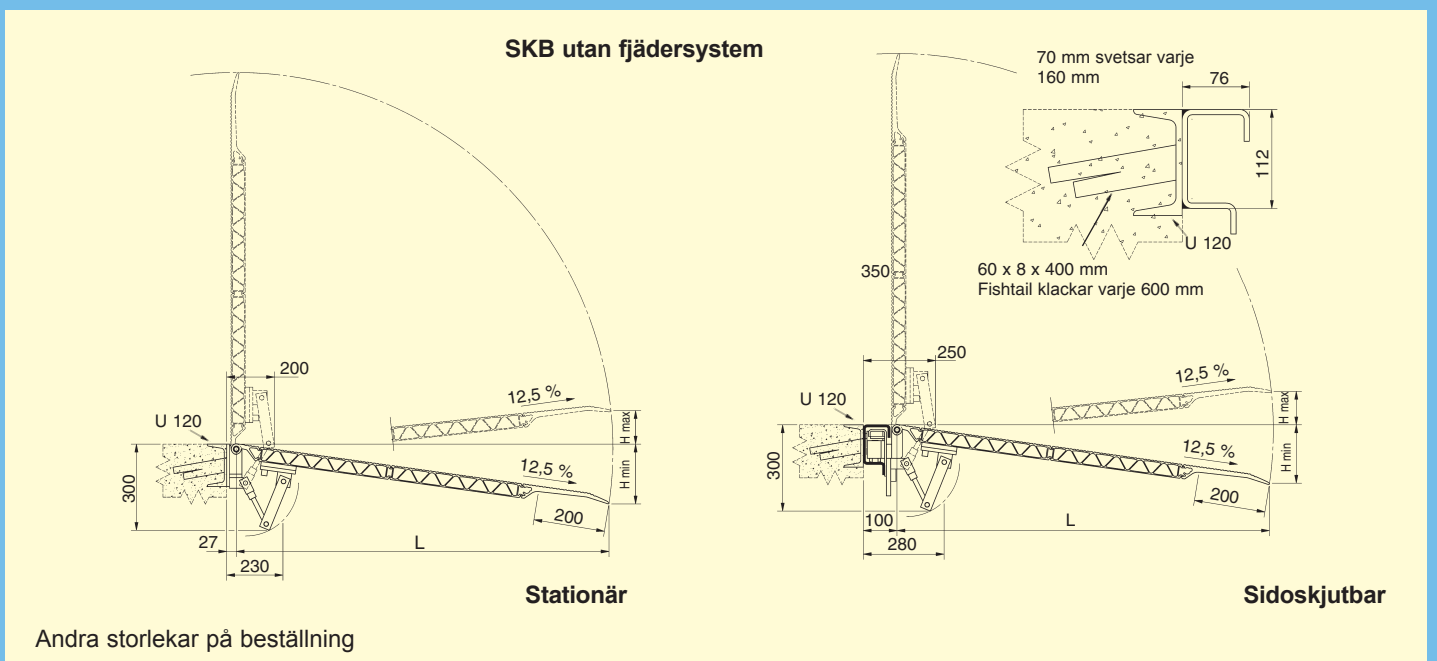 SKB utan fjädersystem
70 mm svetsar varje
160 mm
76
112
U 120
60 x 8 x 400 mm
Fishtail klackar varje 600 mm
200
U 120
12,5 %
H max
12,5 %
H min
300
200
27
L
230
Stationär
350
250
U 120
12,5 %
H max
12,5 %
H min
300
200
100
L
280
Sidoskjutbar
Andra storlekar på beställning